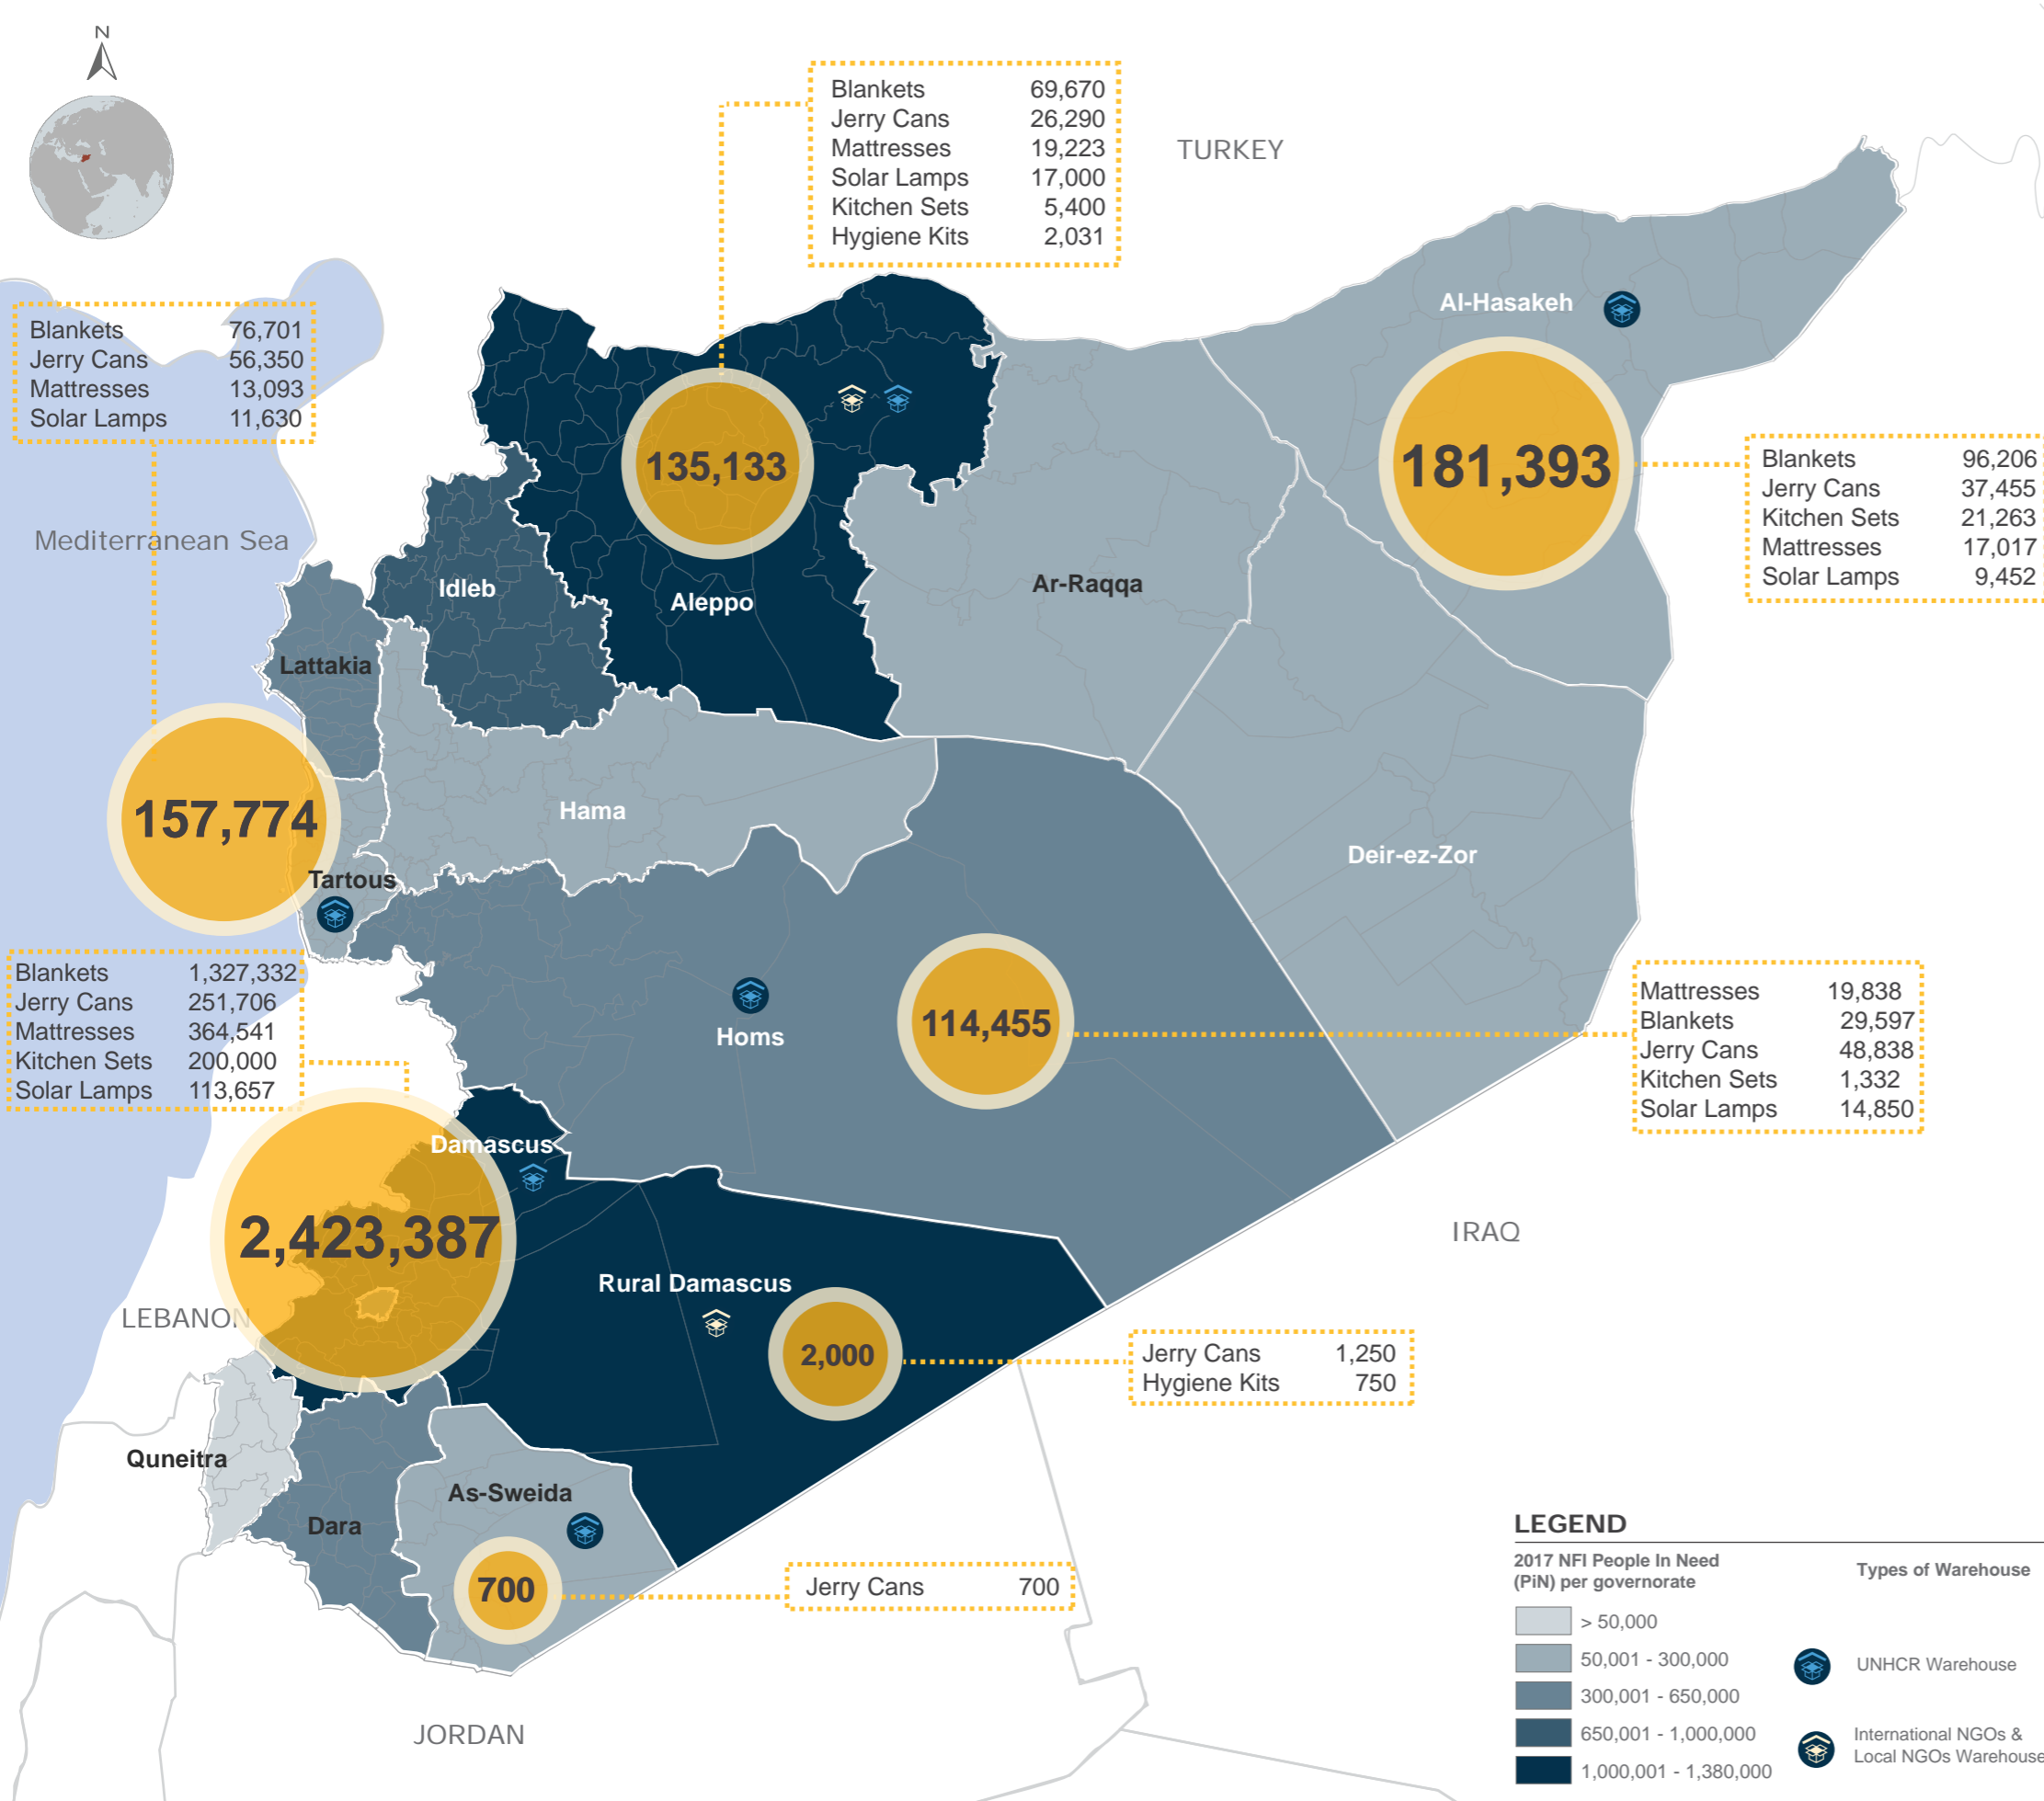 N
Blankets 69,670
Jerry Cans 26,290
Mattresses 19,223
Solar Lamps 17,000
Kitchen Sets 5,400
Hygiene Kits 2,031
TURKEY
Blankets 76,701
Jerry Cans 56,350
Mattresses 13,093
Solar Lamps 11,630
Al-Hasakeh
135,133
181,393
Blankets 96,206
Jerry Cans 37,455
Kitchen Sets 21,263
Mattresses 17,017
Solar Lamps 9,452
Mediterranean Sea
Idleb
Aleppo
Ar-Raqqa
Lattakia
157,774
Hama
Deir-ez-Zor
Tartous
Blankets 1,327,332
Jerry Cans 251,706
Mattresses 364,541
Kitchen Sets 200,000
Solar Lamps 113,657
Homs
114,455
Mattresses 19,838
Blankets 29,597
Jerry Cans 48,838
Kitchen Sets 1,332
Solar Lamps 14,850
Damascus
2,423,387
IRAQ
Rural Damascus
LEBANON
2,000
Jerry Cans 1,250
Hygiene Kits 750
Quneitra
As-Sweida
Dara
700
Jerry Cans 700
JORDAN
LEGEND
2017 NFI People In Need
(PiN) per governorate
Types of Warehouse
> 50,000
50,001 - 300,000
300,001 - 650,000
650,001 - 1,000,000
1,000,001 - 1,380,000
UNHCR Warehouse
International NGOs &
Local NGOs Warehouse